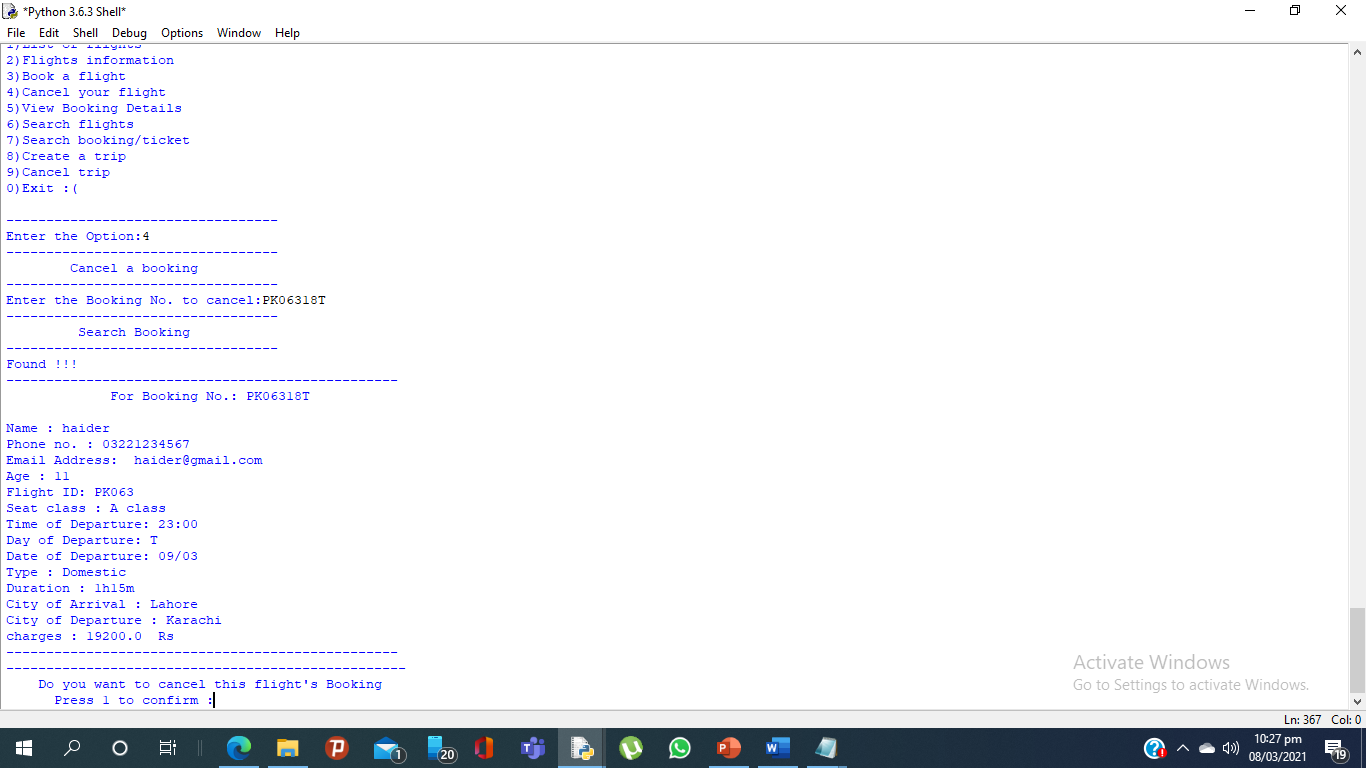 *Python 3.6.3 Shell*
File Edit Shell Debug Options Window Help
1)List of flights
2)Flights information
3)Book a flight
4)Cancel your flight
5)View Booking Details
6)Search flights
7)Search booking/ticket
8)Create a trip
9)Cancel trip
0)Exit :(
----------------------------------
Enter the Option:4
----------------------------------
Cancel a booking
----------------------------------
Enter the Booking No. to cancel:PK06318T
----------------------------------
Search Booking
----------------------------------
Found !!!
-------------------------------------------------
For Booking No.: PK06318T
Name : haider
Phone no. : 03221234567
Email Address:  haider@gmail.com
Age : 11
Flight ID: PK063
Seat class : A class
Time of Departure: 23:00
Day of Departure: T
Date of Departure: 09/03
Type : Domestic
Duration : 1h15m
City of Arrival : Lahore
City of Departure : Karachi
charges : 19200.0  Rs
-------------------------------------------------
--------------------------------------------------
Do you want to cancel this flight's Booking
Press 1 to confirm :
Activate Windows
Go to Settings to activate Windows.
Ln: 367 Col: 0
1
20
10:27 pm
08/03/2021
19